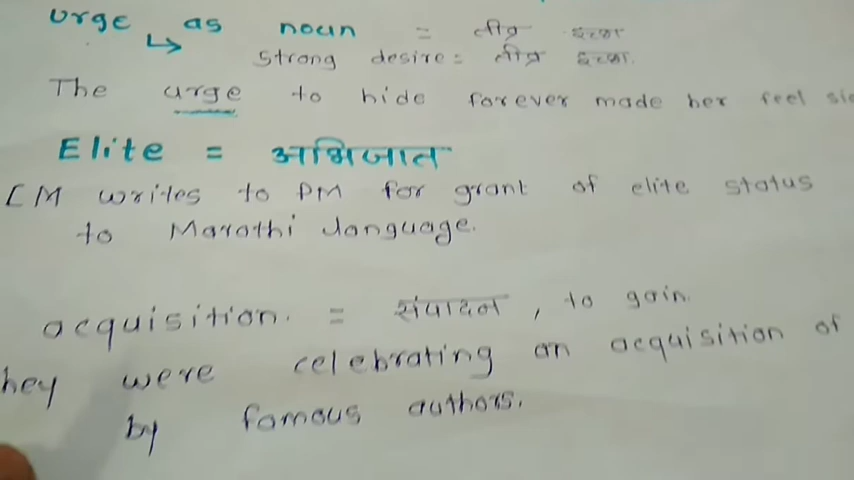 urge as noun = तीव्र इच्छा
↳ strong desire = तीव्र इच्छा.
The urge to hide forever made her feel
Elite = अभिजात
CM writes to PM for grant of elite status
to Marathi language.
acquisition. = संपादन, to gain.
hey were celebrating an acquisition of
by famous authors.